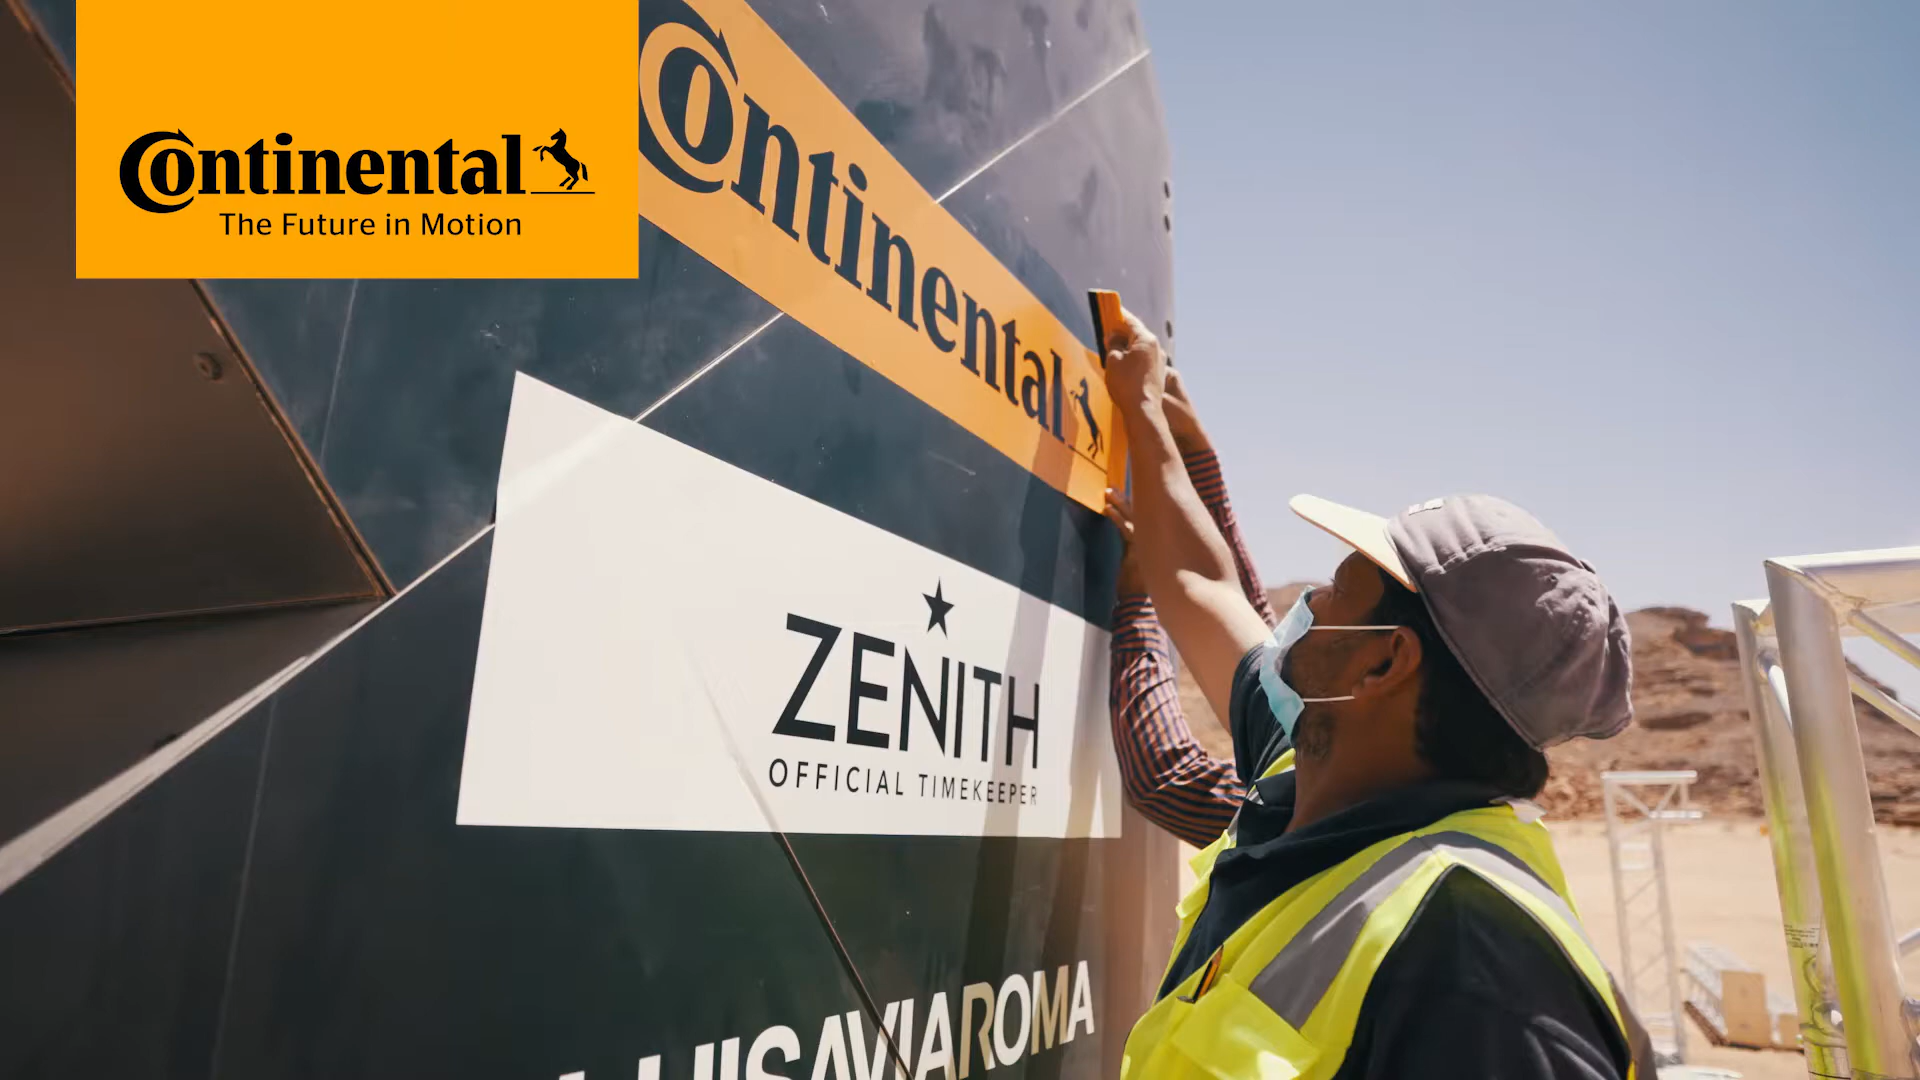 Continental
The Future in Motion
Continental
ZENITH
OFFICIAL TIMEKEEPER
LUISAVIAROMA